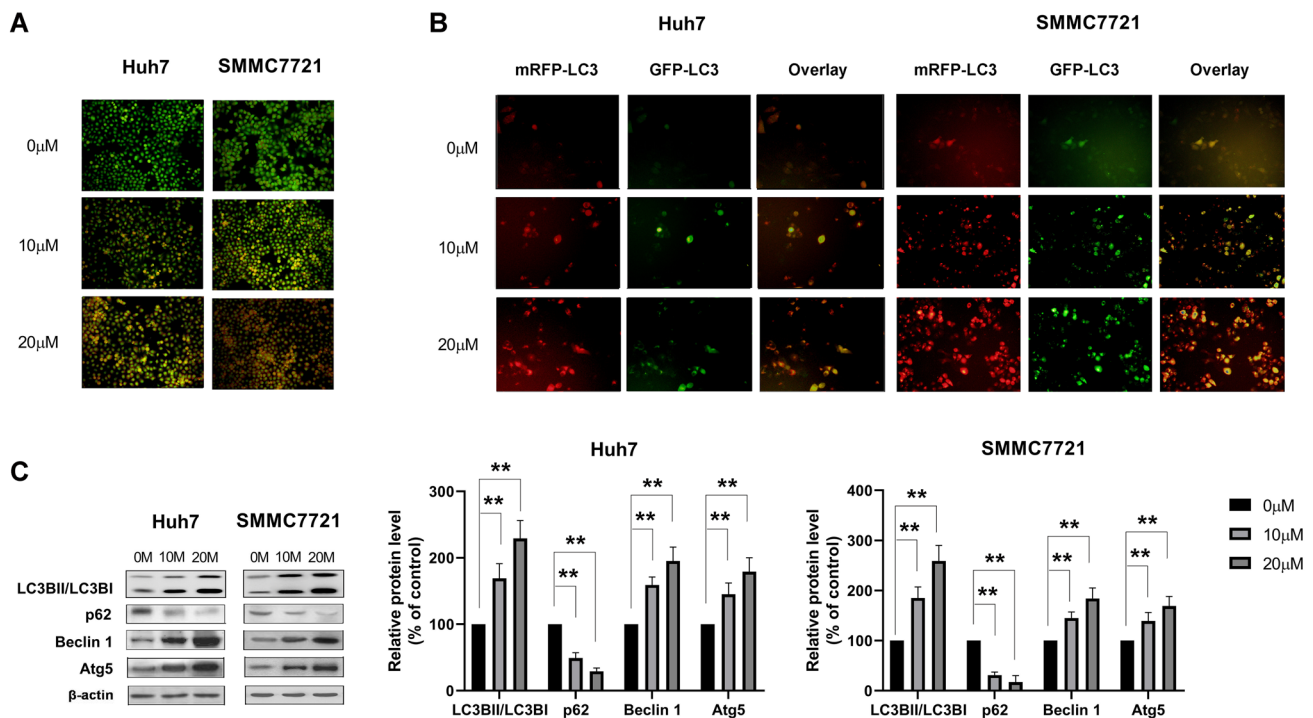 A
Huh7 SMMC7721
0μM
10μM
20μM
B
Huh7 SMMC7721
mRFP-LC3 GFP-LC3 Overlay mRFP-LC3 GFP-LC3 Overlay
0μM
10μM
20μM
C
Huh7 SMMC7721
0M 10M 20M 0M 10M 20M
LC3BII/LC3BI
p62
Beclin 1
Atg5
β-actin
Huh7
Relative protein level
(% of control)
300
200
100
0
** ** ** ** ** ** ** **
LC3BII/LC3BI p62 Beclin 1 Atg5
SMMC7721
Relative protein level
(% of control)
400
300
200
100
0
** ** ** ** ** ** ** **
LC3BII/LC3BI p62 Beclin 1 Atg5
0μM
10μM
20μM